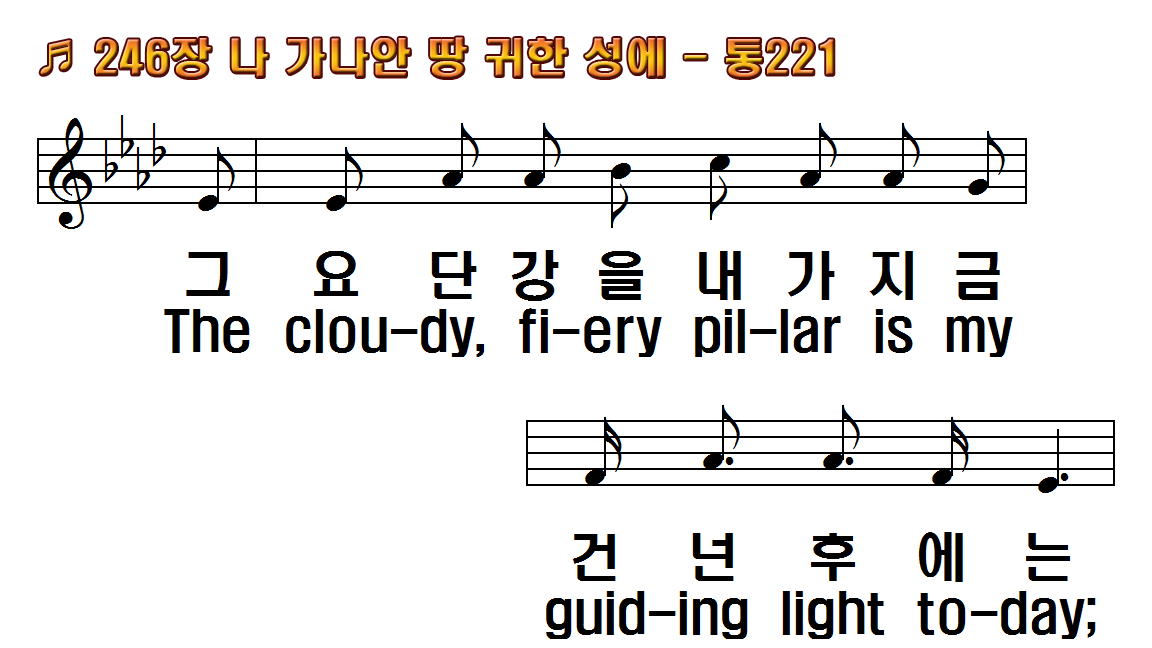 ♬ 246장 나 가나안 땅 귀한 성에 - 통221
그 요 단 강 을 내 가 지 금
The clou-dy, fi-ery pil-lar is my
건 넌 후 에 는
guid-ing light to-day;